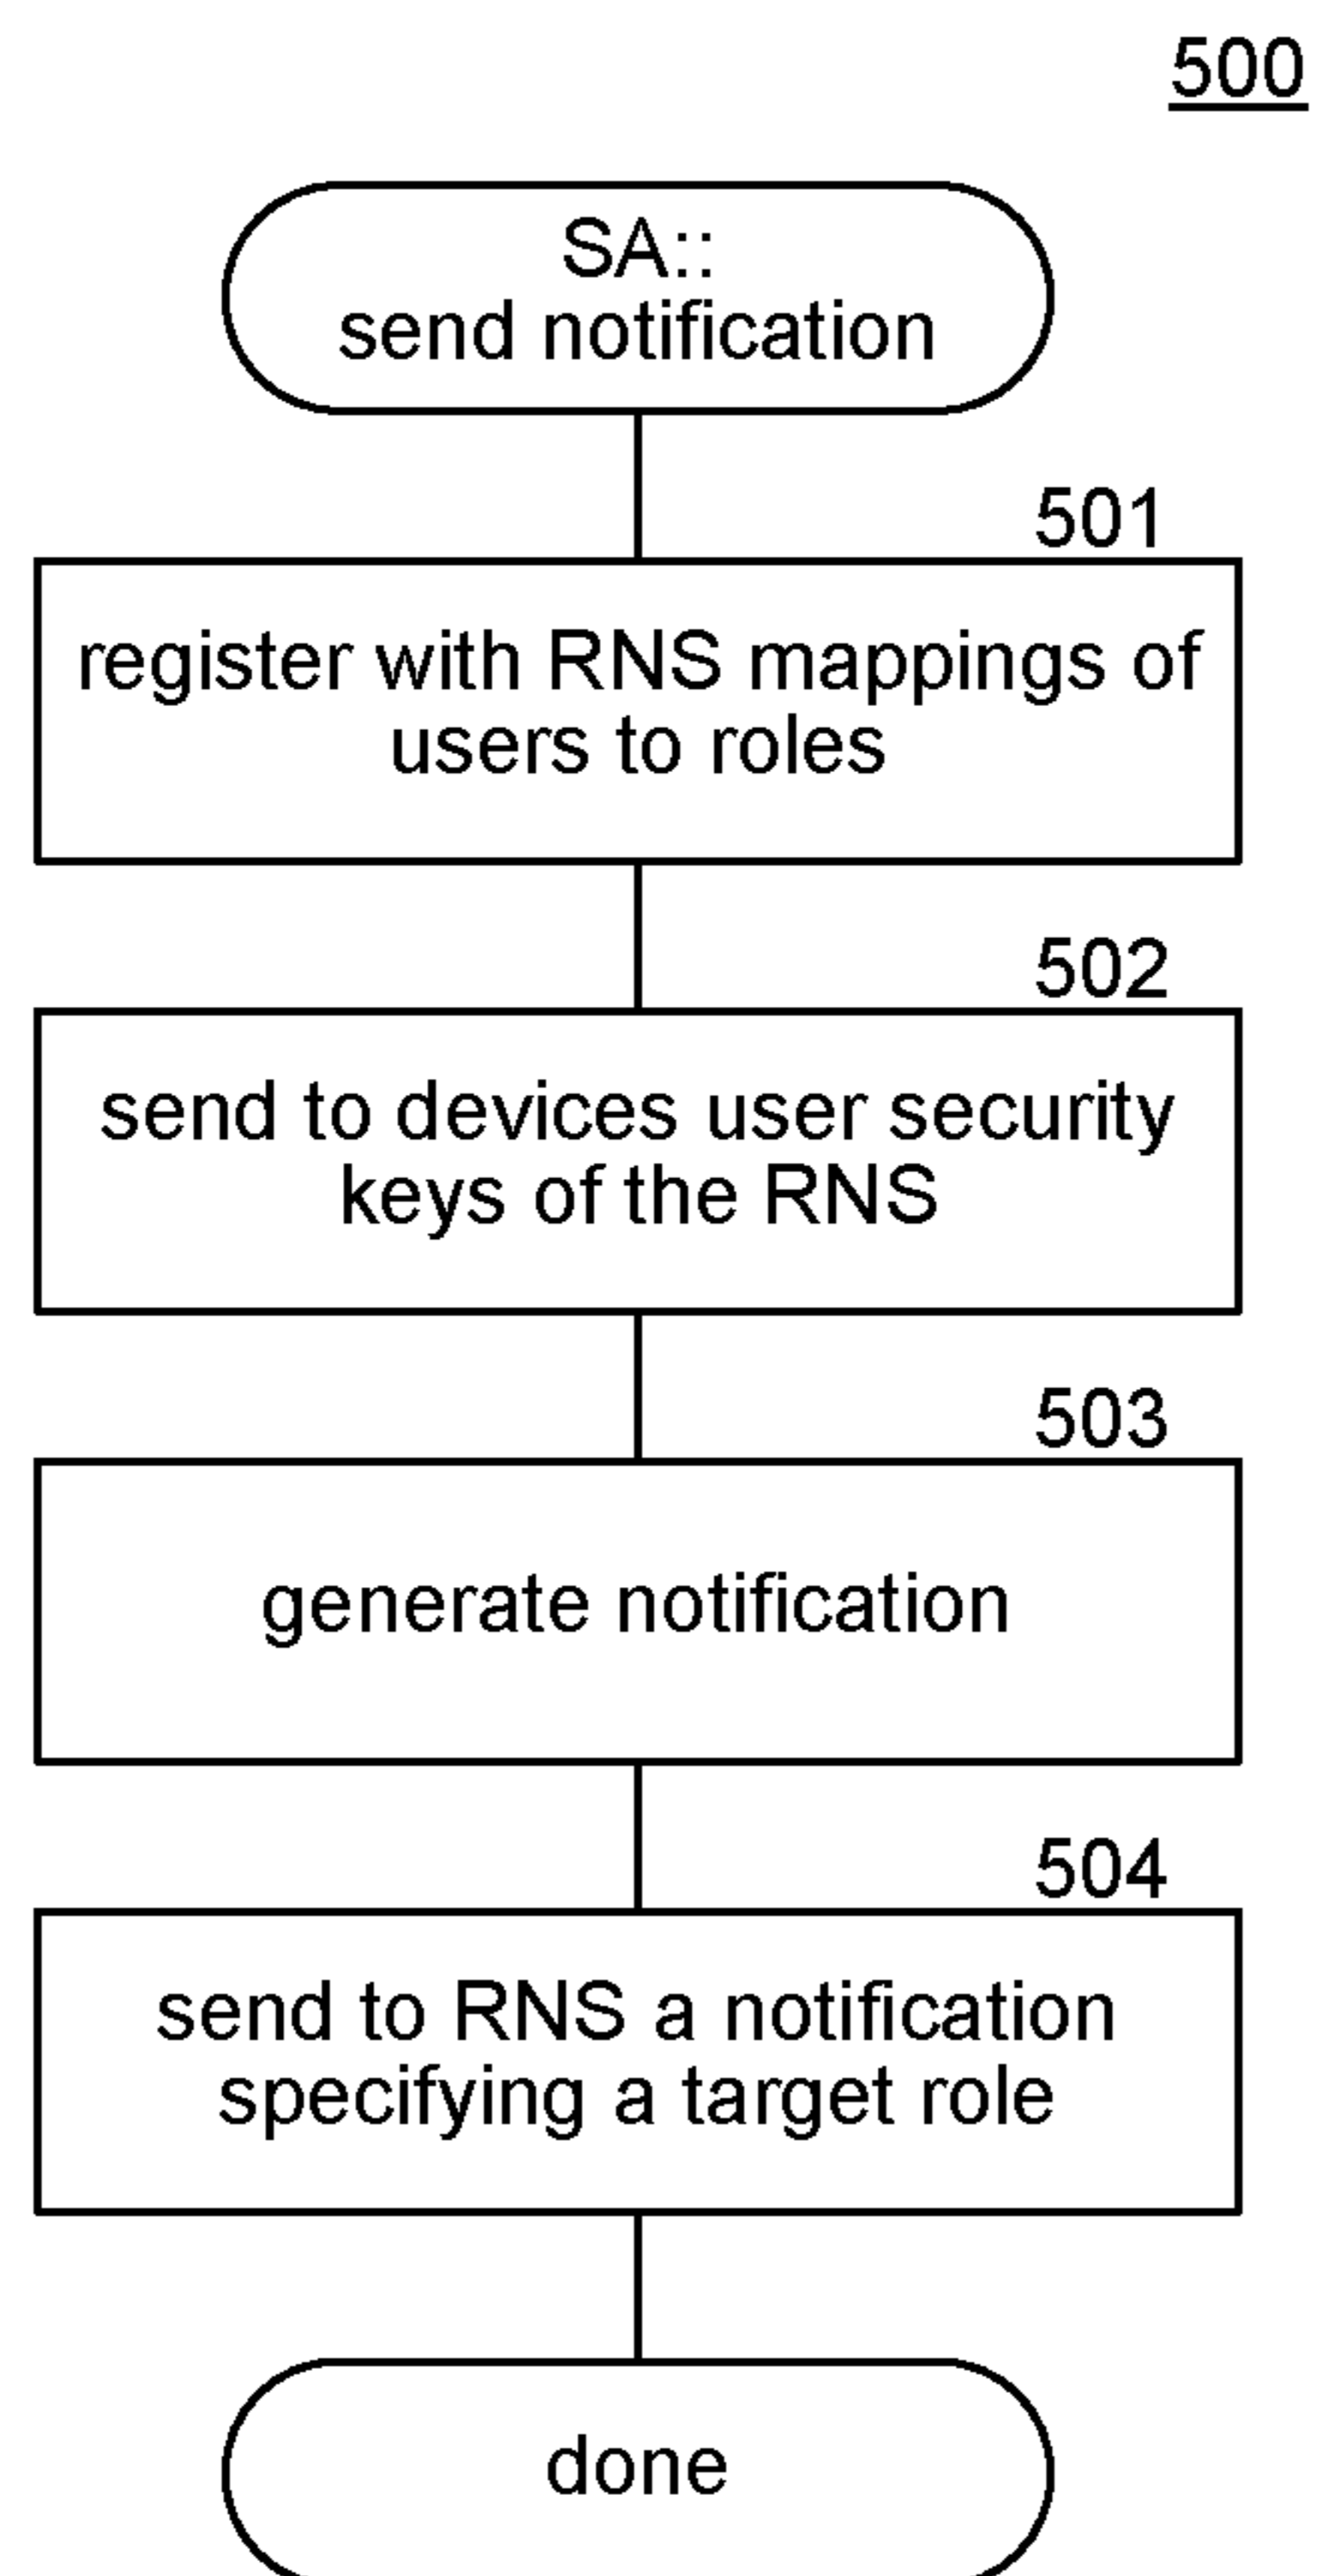 500
SA::
send notification
501
register with RNS mappings of
users to roles
502
send to devices user security
keys of the RNS
503
generate notification
504
send to RNS a notification
specifying a target role
done